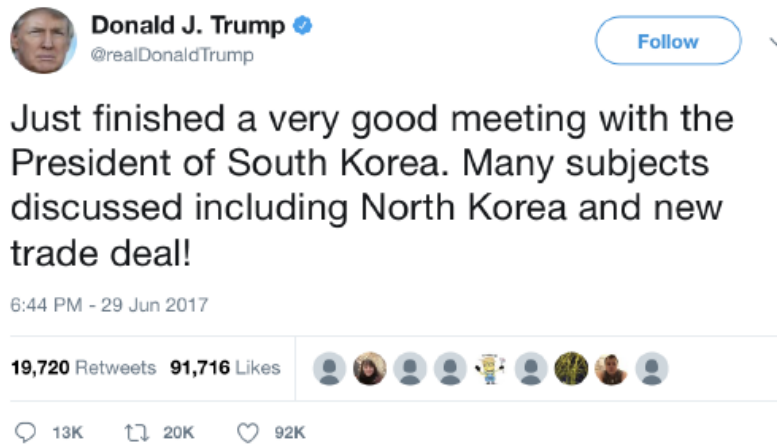 Donald J. Trump
@realDonaldTrump
Follow
Just finished a very good meeting with the
President of South Korea. Many subjects
discussed including North Korea and new
trade deal!
6:44 PM - 29 Jun 2017
19,720 Retweets 91,716 Likes
13K 20K 92K